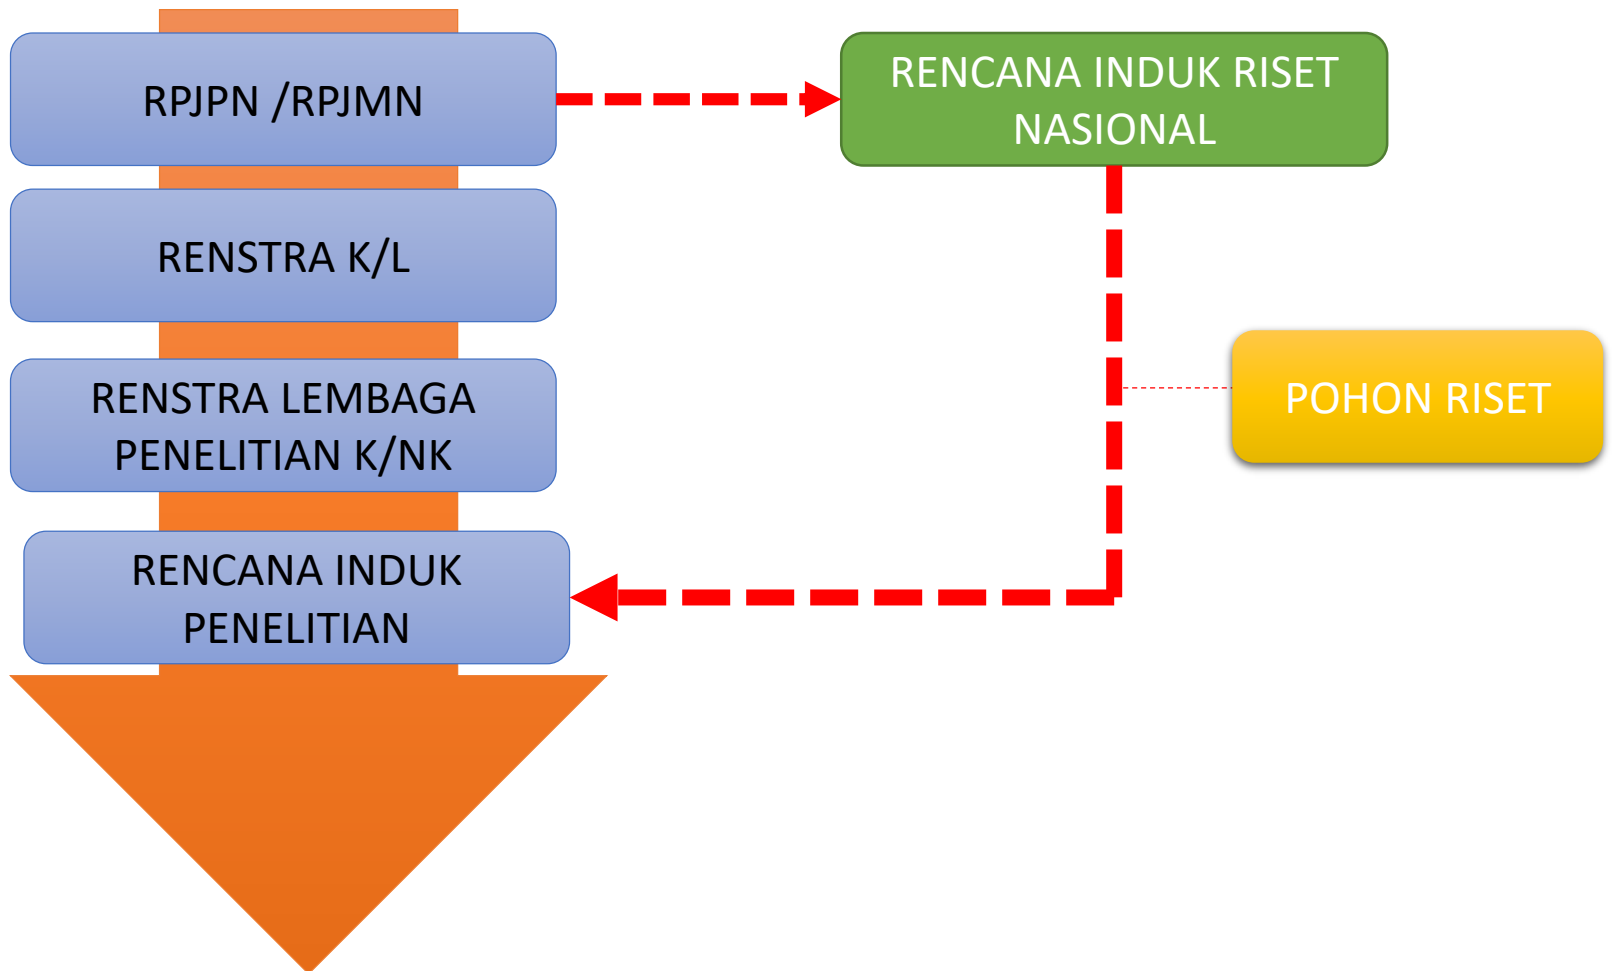 RPJPN /RPJMN
RENCANA INDUK RISET
NASIONAL
RENSTRA K/L
RENSTRA LEMBAGA
PENELITIAN K/NK
POHON RISET
RENCANA INDUK
PENELITIAN